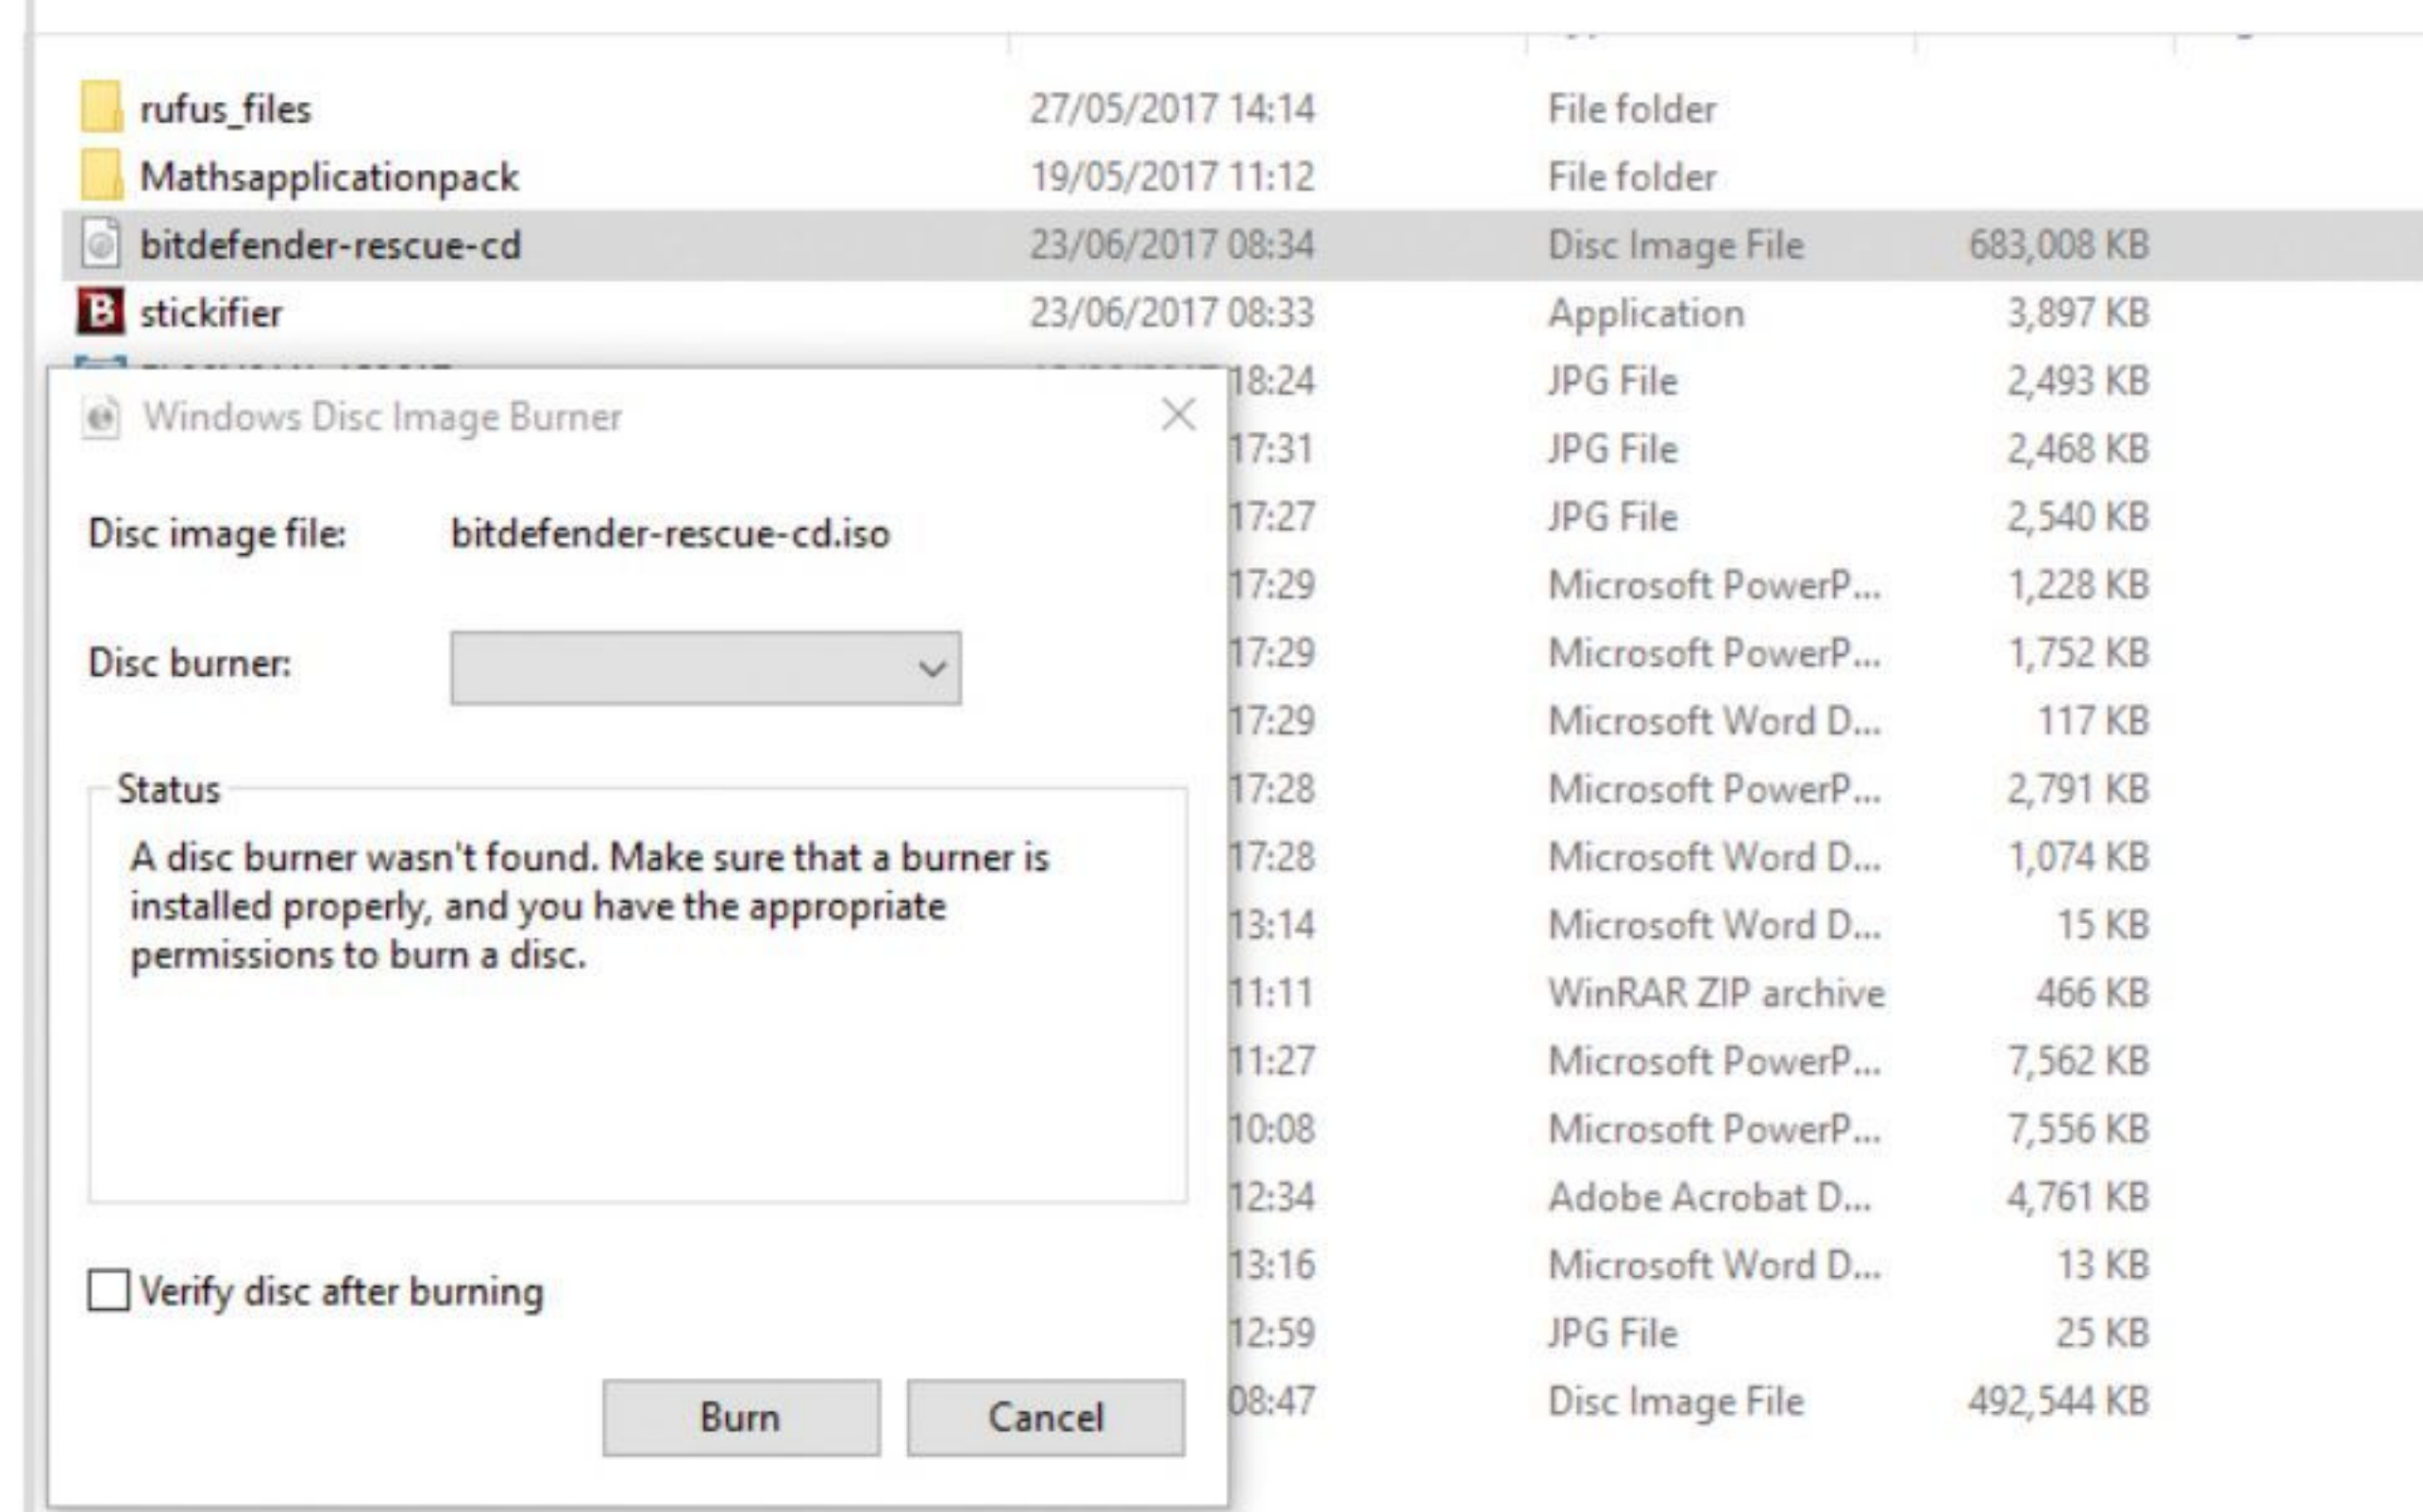 rufus_files 27/05/2017 14:14 File folder
Mathsapplicationpack 19/05/2017 11:12 File folder
bitdefender-rescue-cd 23/06/2017 08:34 Disc Image File 683,008 KB
B stickifier 23/06/2017 08:33 Application 3,897 KB
18:24 JPG File 2,493 KB
Windows Disc Image Burner
17:31 JPG File 2,468 KB
Disc image file: bitdefender-rescue-cd.iso
17:27 JPG File 2,540 KB
17:29 Microsoft PowerP... 1,228 KB
Disc burner:
17:29 Microsoft PowerP... 1,752 KB
17:29 Microsoft Word D... 117 KB
Status
17:28 Microsoft PowerP... 2,791 KB
A disc burner wasn't found. Make sure that a burner is
installed properly, and you have the appropriate
permissions to burn a disc.
17:28 Microsoft Word D... 1,074 KB
13:14 Microsoft Word D... 15 KB
11:11 WinRAR ZIP archive 466 KB
11:27 Microsoft PowerP... 7,562 KB
10:08 Microsoft PowerP... 7,556 KB
12:34 Adobe Acrobat D... 4,761 KB
13:16 Microsoft Word D... 13 KB
Verify disc after burning
12:59 JPG File 25 KB
08:47 Disc Image File 492,544 KB
Burn
Cancel